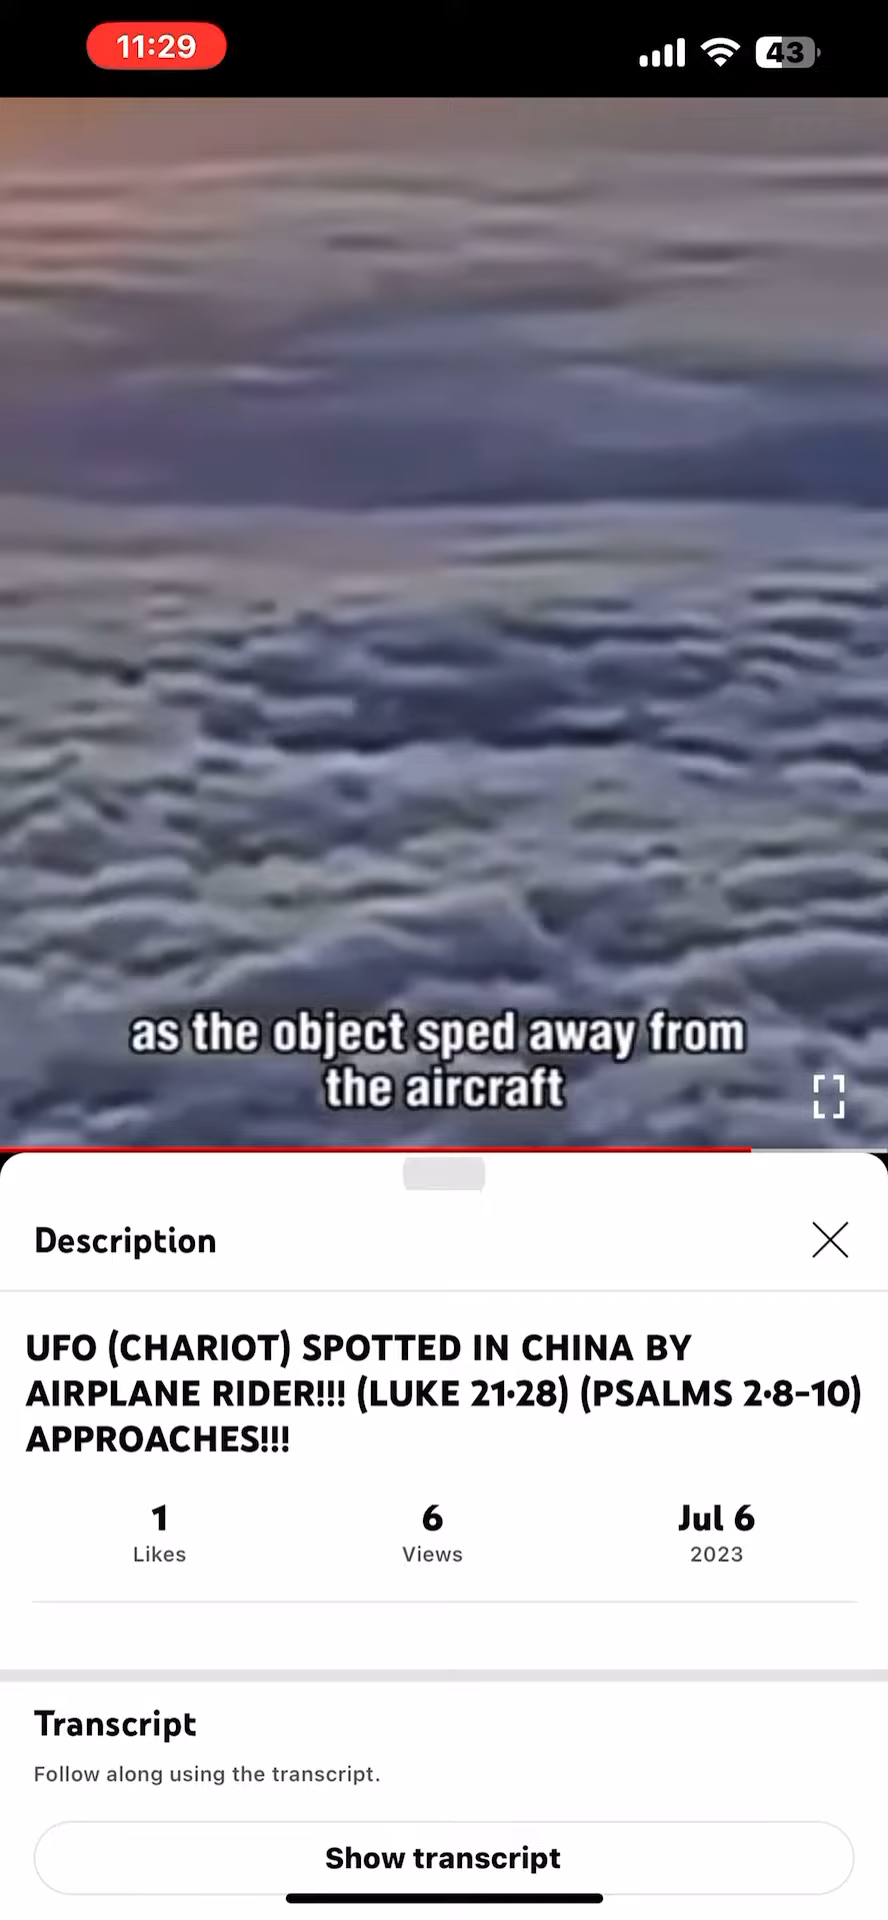 11:29
43
as the object sped away from
the aircraft
Description
UFO (CHARIOT) SPOTTED IN CHINA BY
AIRPLANE RIDER!!! (LUKE 21•28) (PSALMS 2•8-10)
APPROACHES!!!
1 6 Jul 6
Likes Views 2023
Transcript
Follow along using the transcript.
Show transcript